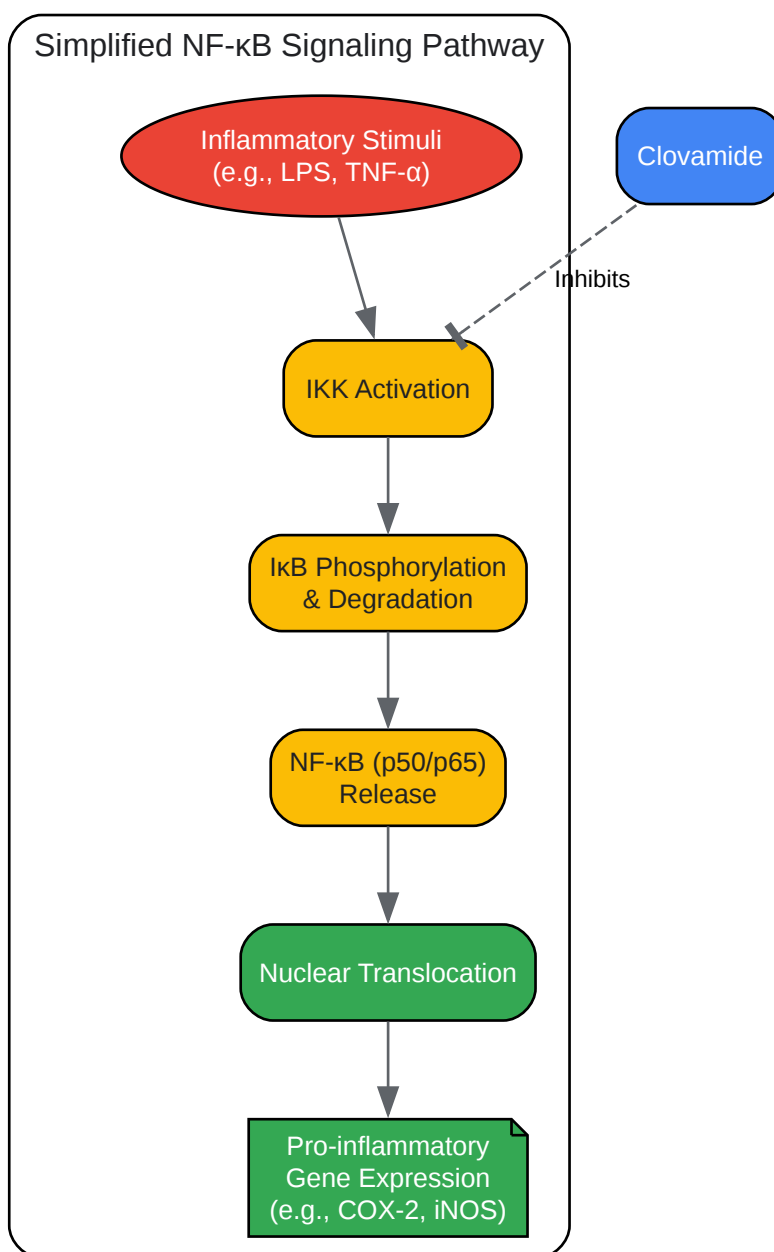 Simplified NF-κB Signaling Pathway
Inflammatory Stimuli
(e.g., LPS, TNF-α)
Clovamide
Inhibits
IKK Activation
IκB Phosphorylation
& Degradation
NF-κB (p50/p65)
Release
Nuclear Translocation
Pro-inflammatory
Gene Expression
(e.g., COX-2, iNOS)